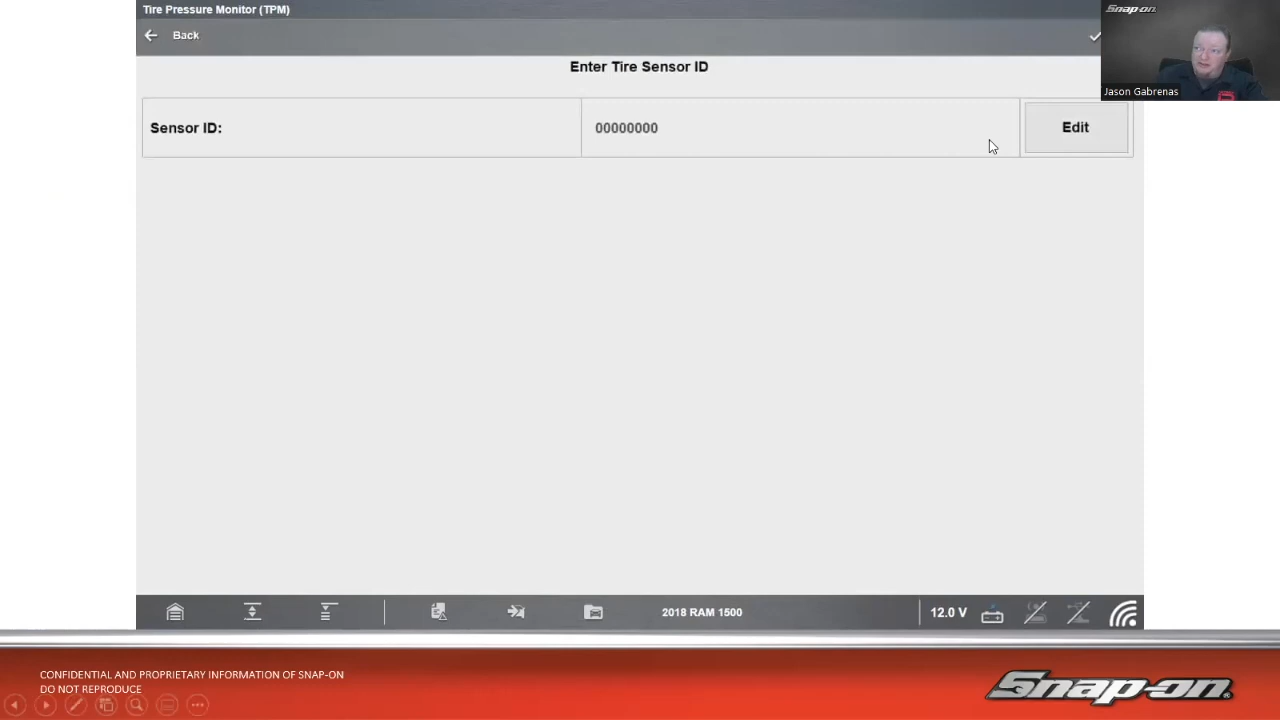 Tire Pressure Monitor (TPM)
Back
Snap-on
Jason Gabrenas
Enter Tire Sensor ID
Sensor ID:
00000000
Edit
2018 RAM 1500
12.0 V
CONFIDENTIAL AND PROPRIETARY INFORMATION OF SNAP-ON
DO NOT REPRODUCE
Snap-on